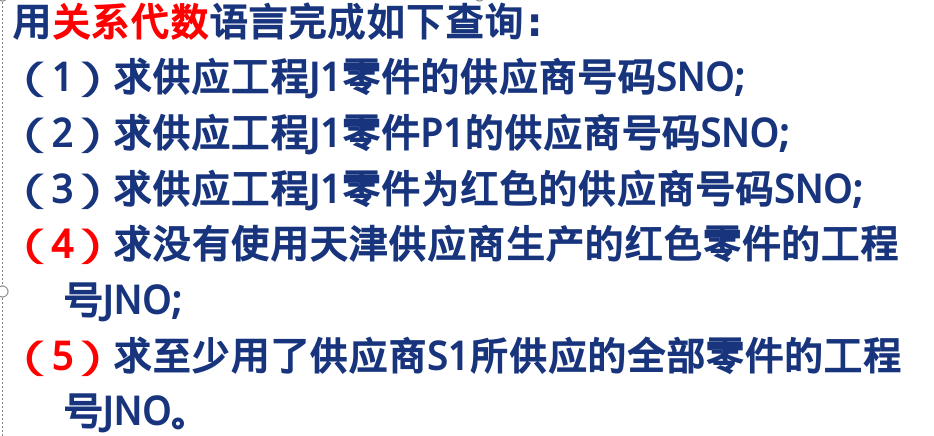 用关系代数语言完成如下查询：
（1）求供应工程J1零件的供应商号码SNO;
（2）求供应工程J1零件P1的供应商号码SNO;
（3）求供应工程J1零件为红色的供应商号码SNO;
（4）求没有使用天津供应商生产的红色零件的工程
号JNO;
（5）求至少用了供应商S1所供应的全部零件的工程
号JNO。